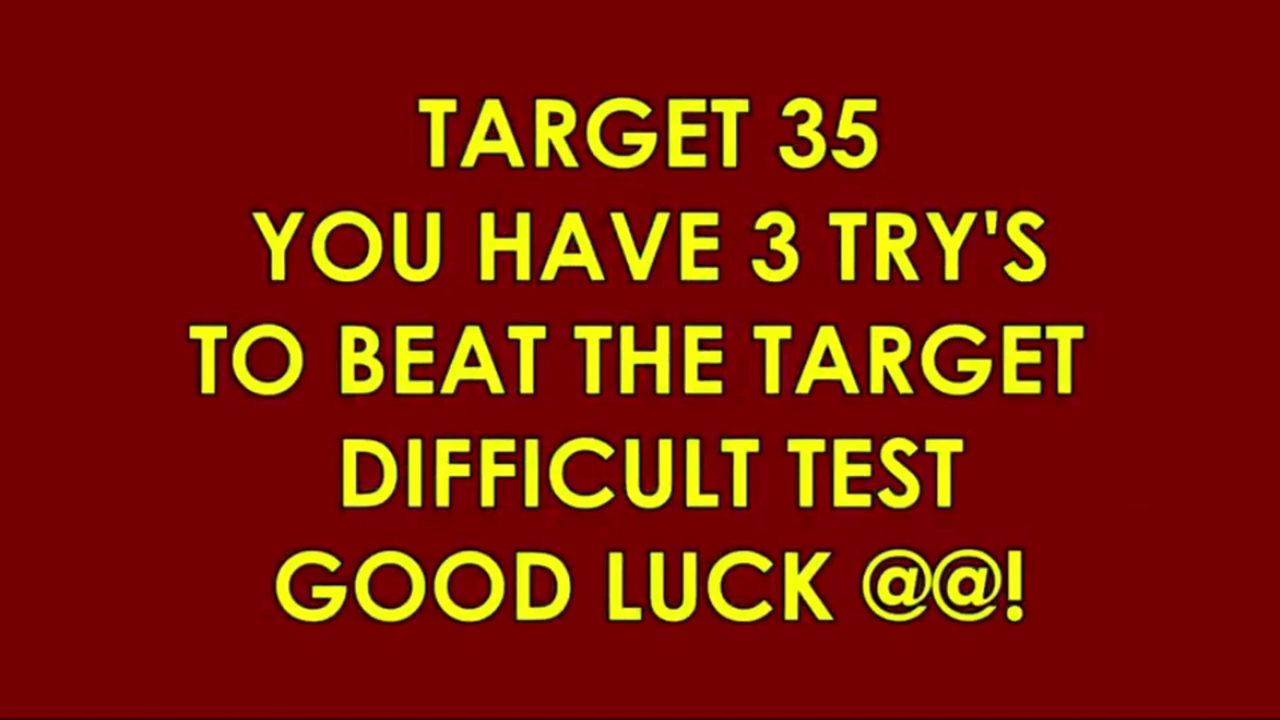 TARGET 35
YOU HAVE 3 TRY'S
TO BEAT THE TARGET
DIFFICULT TEST
GOOD LUCK @@!